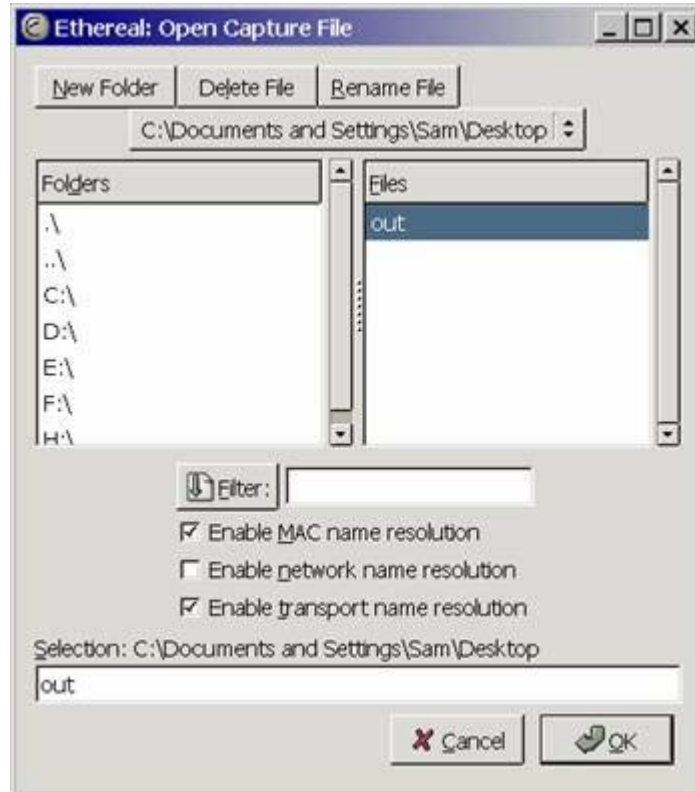 Ethereal: Open Capture File
New Folder Delete File Rename File
C:\Documents and Settings\Sam\Desktop
Folders
.\
..\
C:\
D:\
E:\
F:\
H:\
Files
out
Filter:
Enable MAC name resolution
Enable network name resolution
Enable transport name resolution
Selection: C:\Documents and Settings\Sam\Desktop
out
Cancel OK